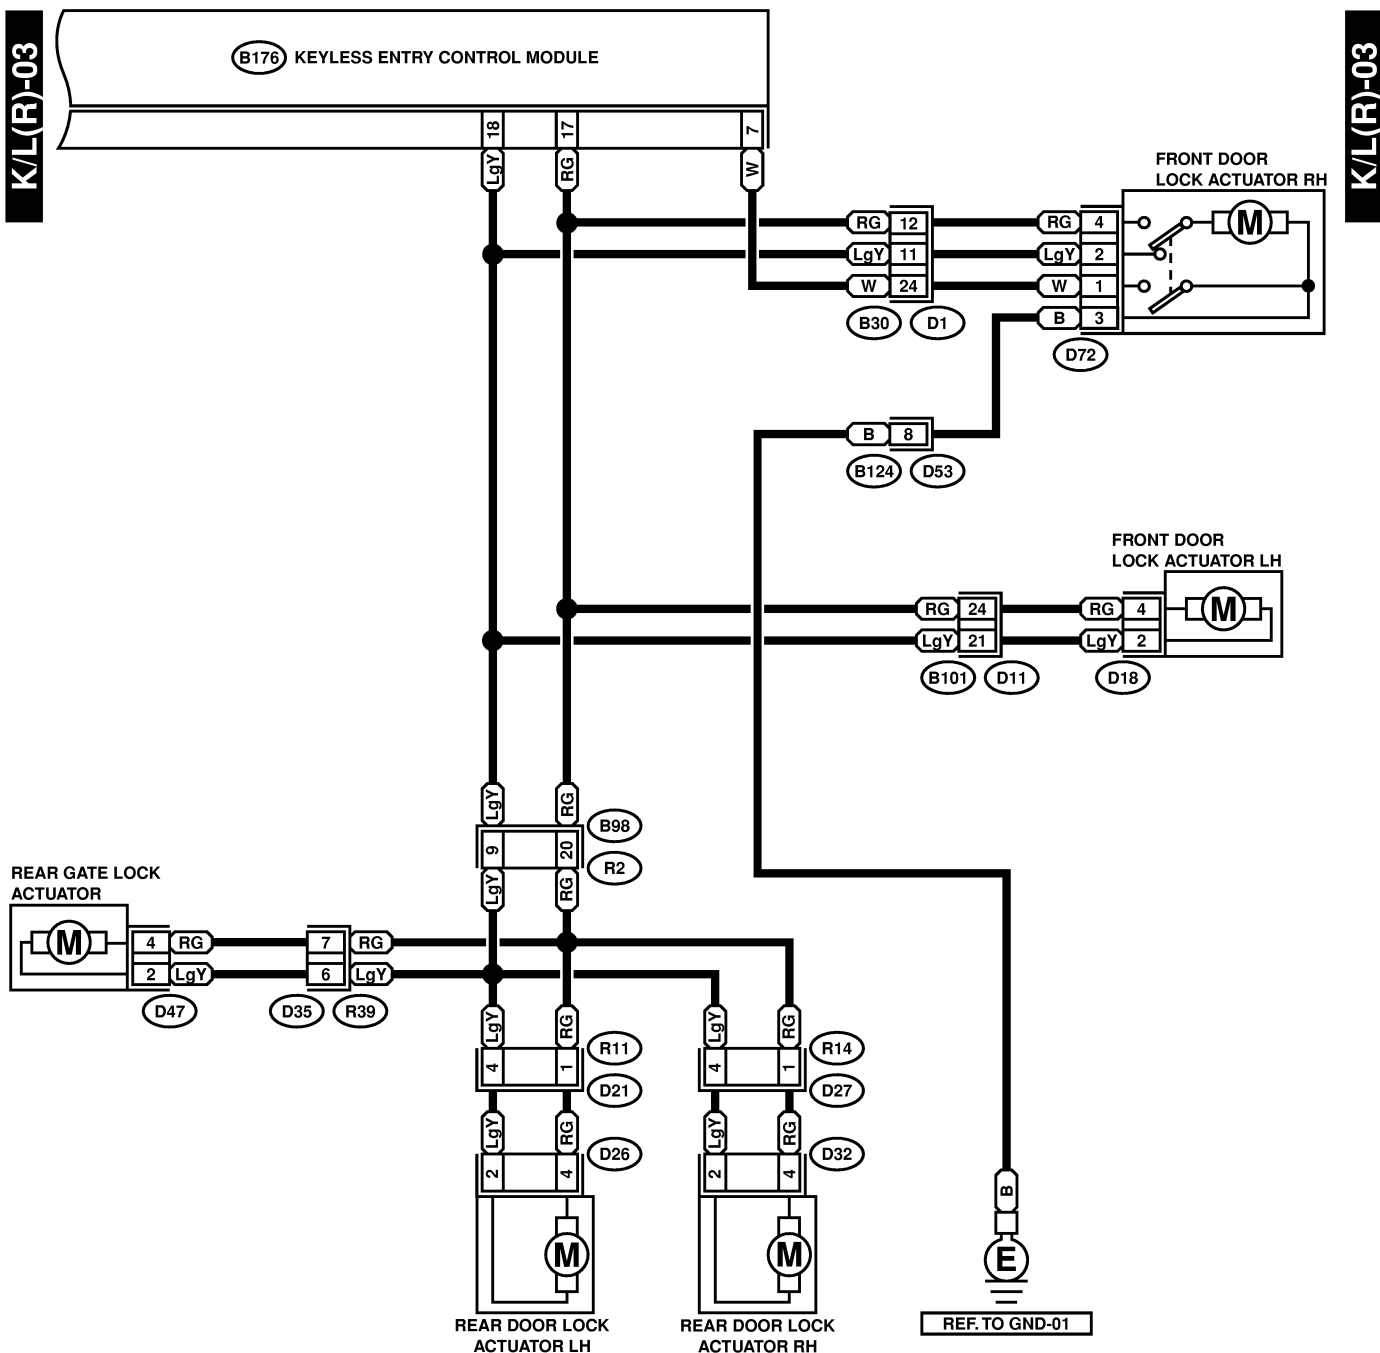 K/L(R)-03
K/L(R)-03
B176 KEYLESS ENTRY CONTROL MODULE
18 17 7
LgY RG W
FRONT DOOR
LOCK ACTUATOR RH
RG 12 RG 4 M
LgY 11 LgY 2
W 24 W 1
B 3
B30 D1
D72
B 8
B124 D53
FRONT DOOR
LOCK ACTUATOR LH
RG 24 RG 4 M
LgY 21 LgY 2
B101 D11 D18
LgY RG
B98
9 20
R2
LgY RG
REAR GATE LOCK
ACTUATOR
M 4 RG 7 RG
2 LgY 6 LgY
D47 D35 R39
LgY RG LgY RG
R11 R14
4 1 4 1
D21 D27
LgY RG LgY RG
D26 D32
2 4 2 4
B
M M E
REF. TO GND-01
REAR DOOR LOCK
ACTUATOR LH
REAR DOOR LOCK
ACTUATOR RH